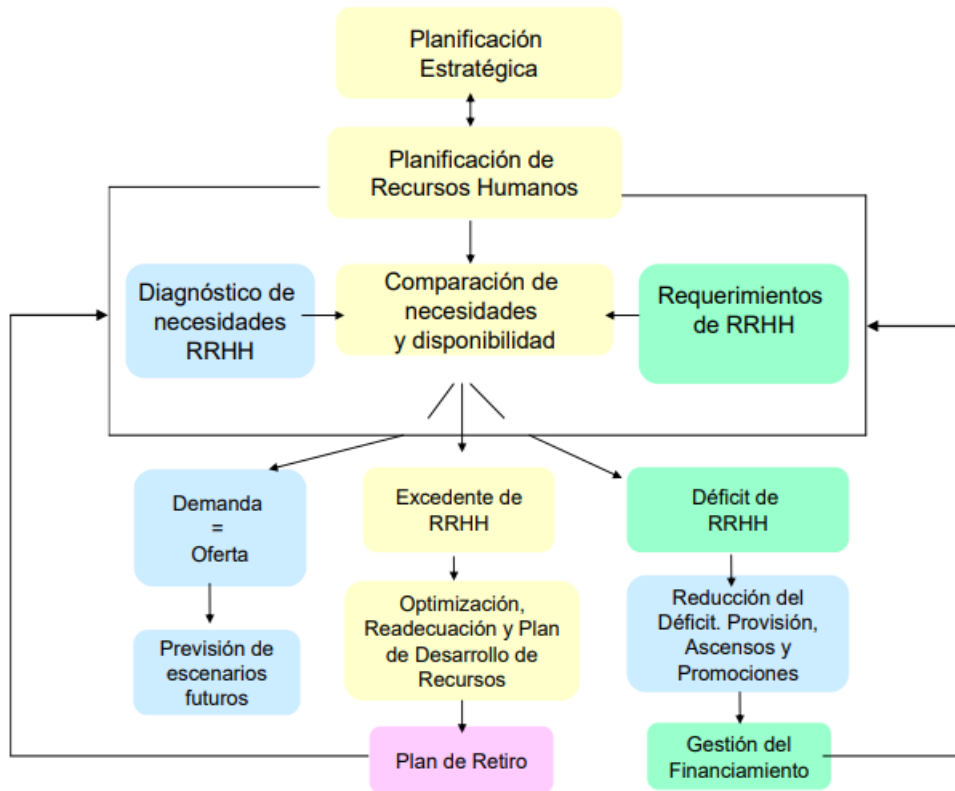 Planificación
Estratégica
Planificación de
Recursos Humanos
Diagnóstico de
necesidades
RRHH
Comparación de
necesidades
y disponibilidad
Requerimientos
de RRHH
Demanda
=
Oferta
Excedente de
RRHH
Déficit de
RRHH
Previsión de
escenarios
futuros
Optimización,
Readecuación y Plan
de Desarrollo de
Recursos
Reducción del
Déficit. Provisión,
Ascensos y
Promociones
Plan de Retiro
Gestión del
Financiamiento